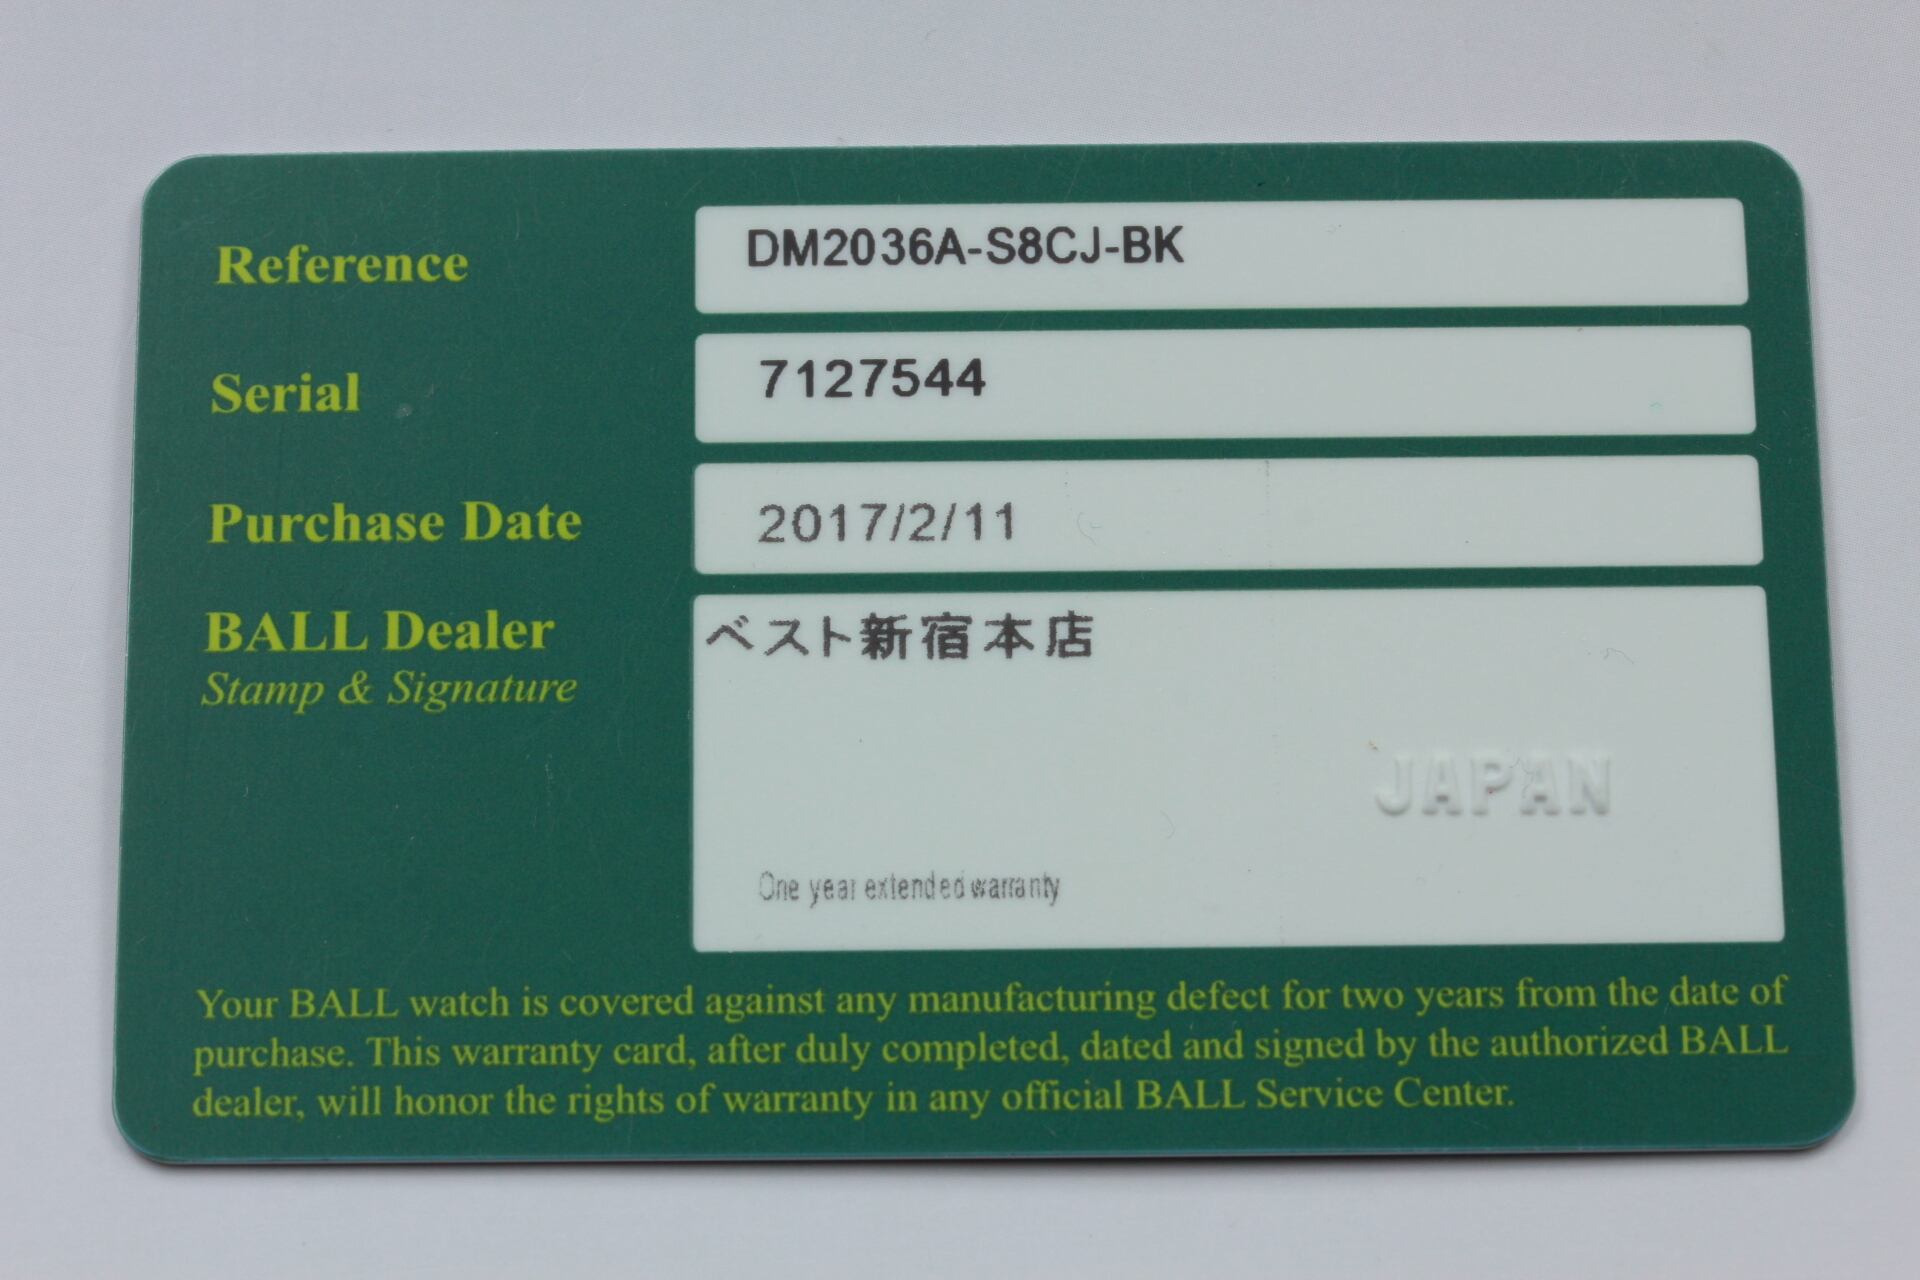 Reference DM2036A-S8CJ-BK
Serial 7127544
Purchase Date 2017/2/11
BALL Dealer ベスト新宿本店
Stamp & Signature
JAPAN
One year extended warranty
Your BALL watch is covered against any manufacturing defect for two years from the date of
purchase. This warranty card, after duly completed, dated and signed by the authorized BALL
dealer, will honor the rights of warranty in any official BALL Service Center.